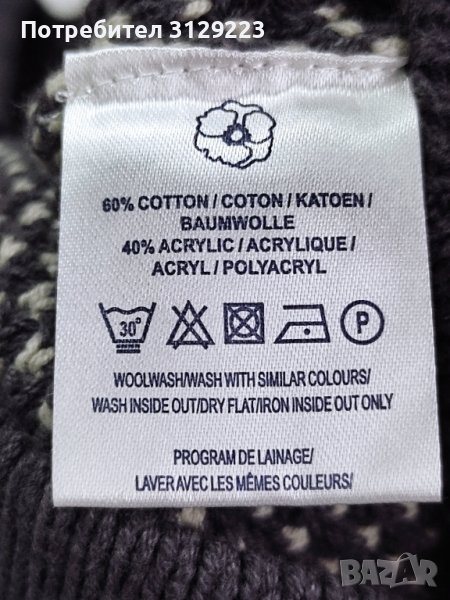 Потребител 3129223
60% COTTON / COTON / KATOEN /
BAUMWOLLE
40% ACRYLIC / ACRYLIQUE /
ACRYL / POLYACRYL
30°
P
WOOLWASH/WASH WITH SIMILAR COLOURS/
WASH INSIDE OUT/DRY FLAT/IRON INSIDE OUT ONLY
PROGRAM DE LAINAGE/
LAVER AVEC LES MÊMES COULEURS/
BAZAR